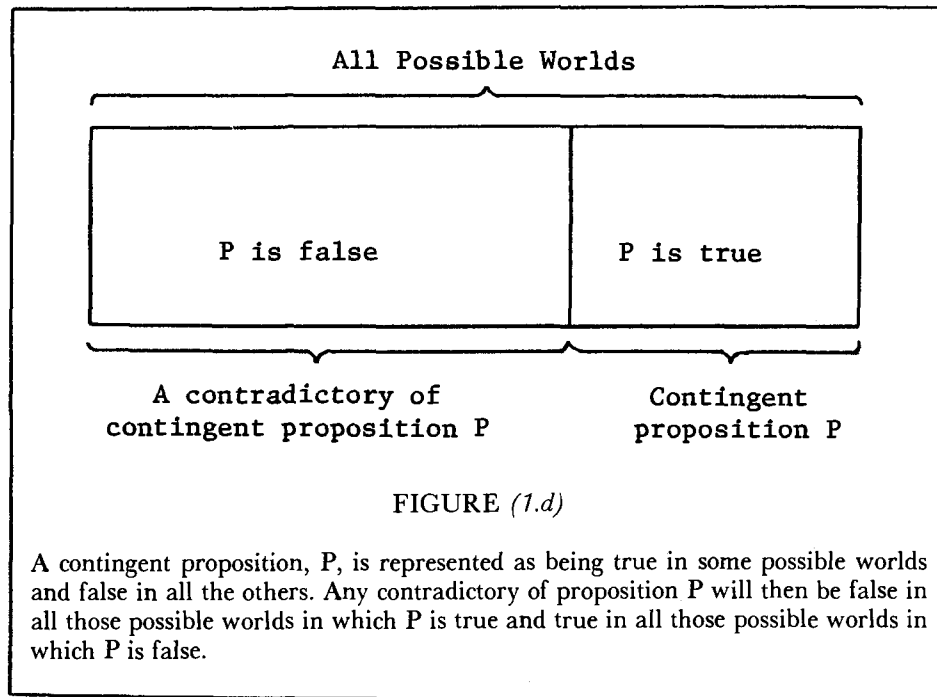 All Possible Worlds
P is false
P is true
A contradictory of
contingent proposition P
Contingent
proposition P
FIGURE (1.d)
A contingent proposition, P, is represented as being true in some possible worlds
and false in all the others. Any contradictory of proposition P will then be false in
all those possible worlds in which P is true and true in all those possible worlds in
which P is false.